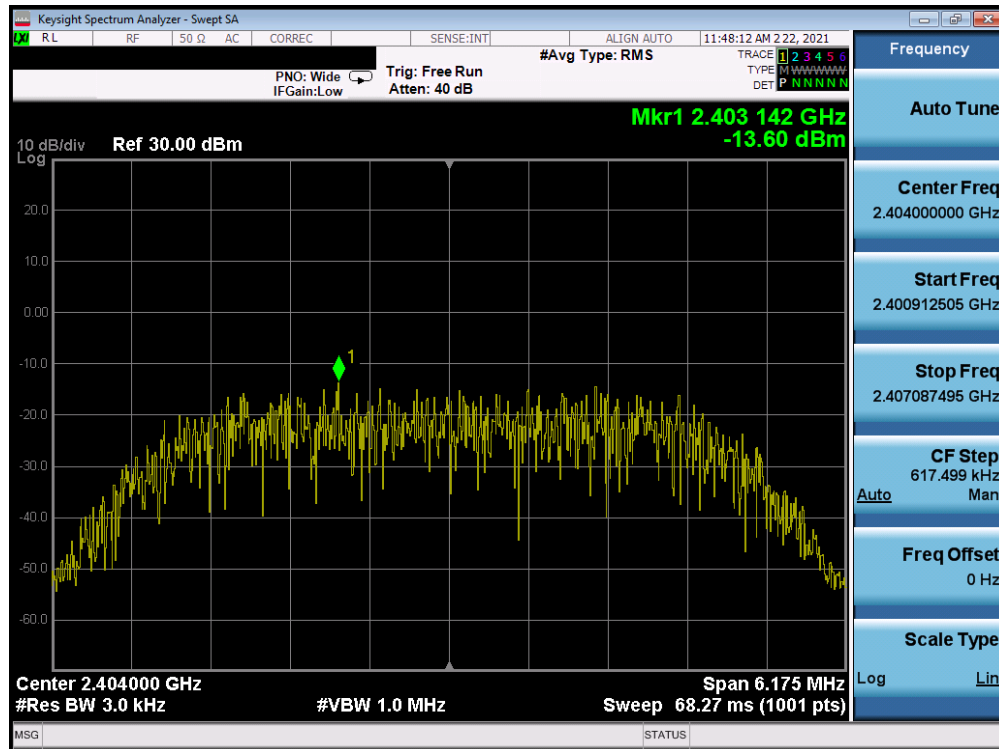 Keysight Spectrum Analyzer - Swept SA
LXI RL RF 50 Ω AC CORREC SENSE:INT ALIGN AUTO 11:48:12 AM 2 22, 2021
PNO: Wide
IFGain:Low
Trig: Free Run
Atten: 40 dB
#Avg Type: RMS
TRACE 1 2 3 4 5 6
TYPE M WWWWW
DET P N N N N N
Mkr1 2.403 142 GHz
-13.60 dBm
10 dB/div Ref 30.00 dBm
Log
20.0
10.0
0.00
-10.0
-20.0
-30.0
-40.0
-50.0
-60.0
1
Center 2.404000 GHz Span 6.175 MHz
#Res BW 3.0 kHz #VBW 1.0 MHz Sweep 68.27 ms (1001 pts)
MSG STATUS
Frequency
Auto Tune
Center Freq
2.404000000 GHz
Start Freq
2.400912505 GHz
Stop Freq
2.407087495 GHz
CF Step
617.499 kHz
Auto Man
Freq Offset
0 Hz
Scale Type
Log Lin